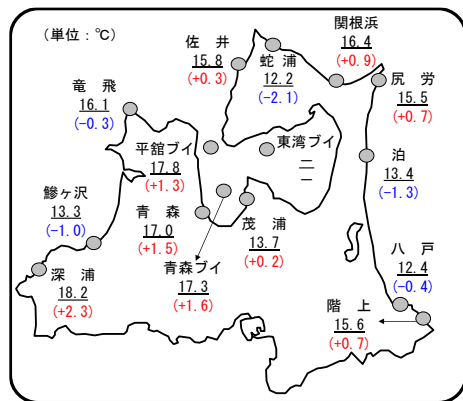 (単位：℃)
関根浜
16.4
(+0.9)
佐 井
15.8
(+0.3)
蛇 浦
12.2
(−2.1)
尻 労
15.5
(+0.7)
竜 飛
16.1
(−0.3)
平舘ブイ
17.8
(+1.3)
東湾ブイ
二
一
泊
13.4
(−1.3)
鰺ヶ沢
13.3
(−1.0)
青 森
17.0
(+1.5)
茂 浦
13.7
(+0.2)
八 戸
12.4
(−0.4)
深 浦
18.2
(+2.3)
青森ブイ
17.3
(+1.6)
階 上
15.6
(+0.7)